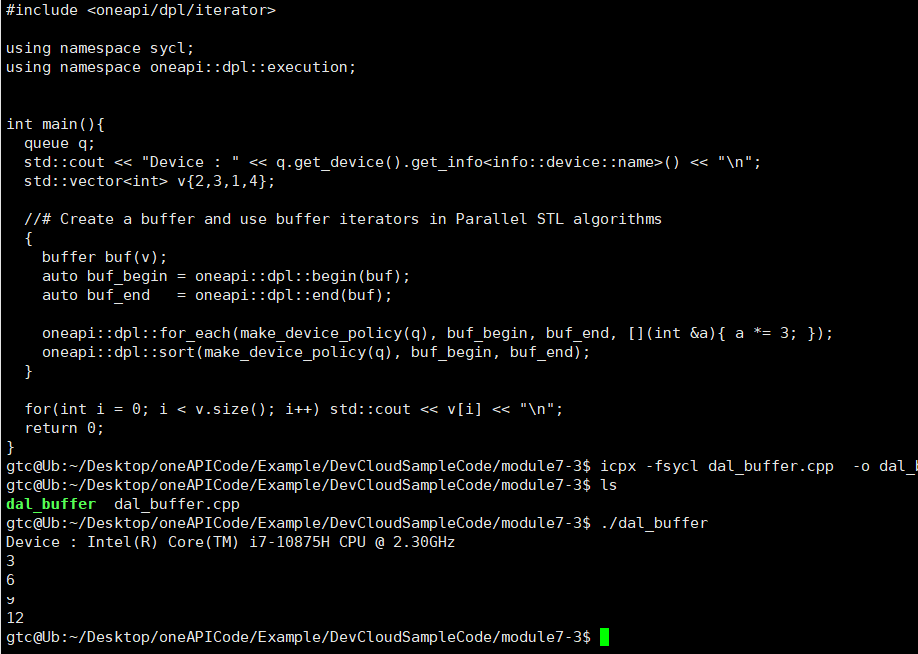 #include <oneapi/dpl/iterator>
using namespace sycl;
using namespace oneapi::dpl::execution;
int main(){
  queue q;
  std::cout << "Device : " << q.get_device().get_info<info::device::name>() << "\n";
  std::vector<int> v{2,3,1,4};
  //# Create a buffer and use buffer iterators in Parallel STL algorithms
  {
    buffer buf(v);
    auto buf_begin = oneapi::dpl::begin(buf);
    auto buf_end   = oneapi::dpl::end(buf);
    oneapi::dpl::for_each(make_device_policy(q), buf_begin, buf_end, [](int &a){ a *= 3; });
    oneapi::dpl::sort(make_device_policy(q), buf_begin, buf_end);
  }
  for(int i = 0; i < v.size(); i++) std::cout << v[i] << "\n";
  return 0;
}
gtc@Ub:~/Desktop/oneAPICode/Example/DevCloudSampleCode/module7-3$ icpx -fsycl dal_buffer.cpp  -o dal_
gtc@Ub:~/Desktop/oneAPICode/Example/DevCloudSampleCode/module7-3$ ls
dal_buffer  dal_buffer.cpp
gtc@Ub:~/Desktop/oneAPICode/Example/DevCloudSampleCode/module7-3$ ./dal_buffer
Device : Intel(R) Core(TM) i7-10875H CPU @ 2.30GHz
3
6
9
12
gtc@Ub:~/Desktop/oneAPICode/Example/DevCloudSampleCode/module7-3$